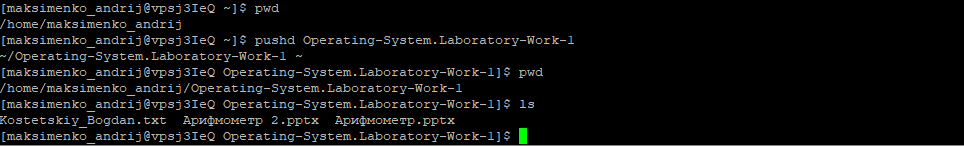 [maksimenko_andrij@vpsj3IeQ ~]$ pwd
/home/maksimenko_andrij
[maksimenko_andrij@vpsj3IeQ ~]$ pushd Operating-System.Laboratory-Work-1
~/Operating-System.Laboratory-Work-1 ~
[maksimenko_andrij@vpsj3IeQ Operating-System.Laboratory-Work-1]$ pwd
/home/maksimenko_andrij/Operating-System.Laboratory-Work-1
[maksimenko_andrij@vpsj3IeQ Operating-System.Laboratory-Work-1]$ ls
Kostetskiy_Bogdan.txt  Арифмометр 2.pptx  Арифмометр.pptx
[maksimenko_andrij@vpsj3IeQ Operating-System.Laboratory-Work-1]$